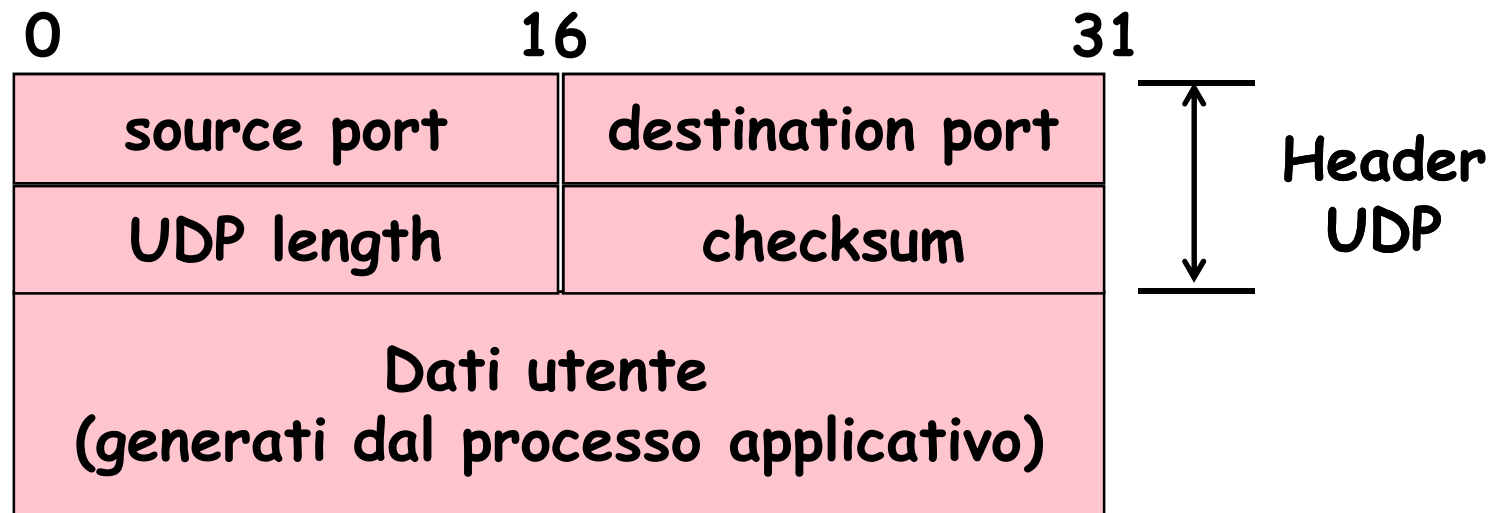 0 16 31
source port destination port
Header
UDP length checksum
UDP
Dati utente
(generati dal processo applicativo)